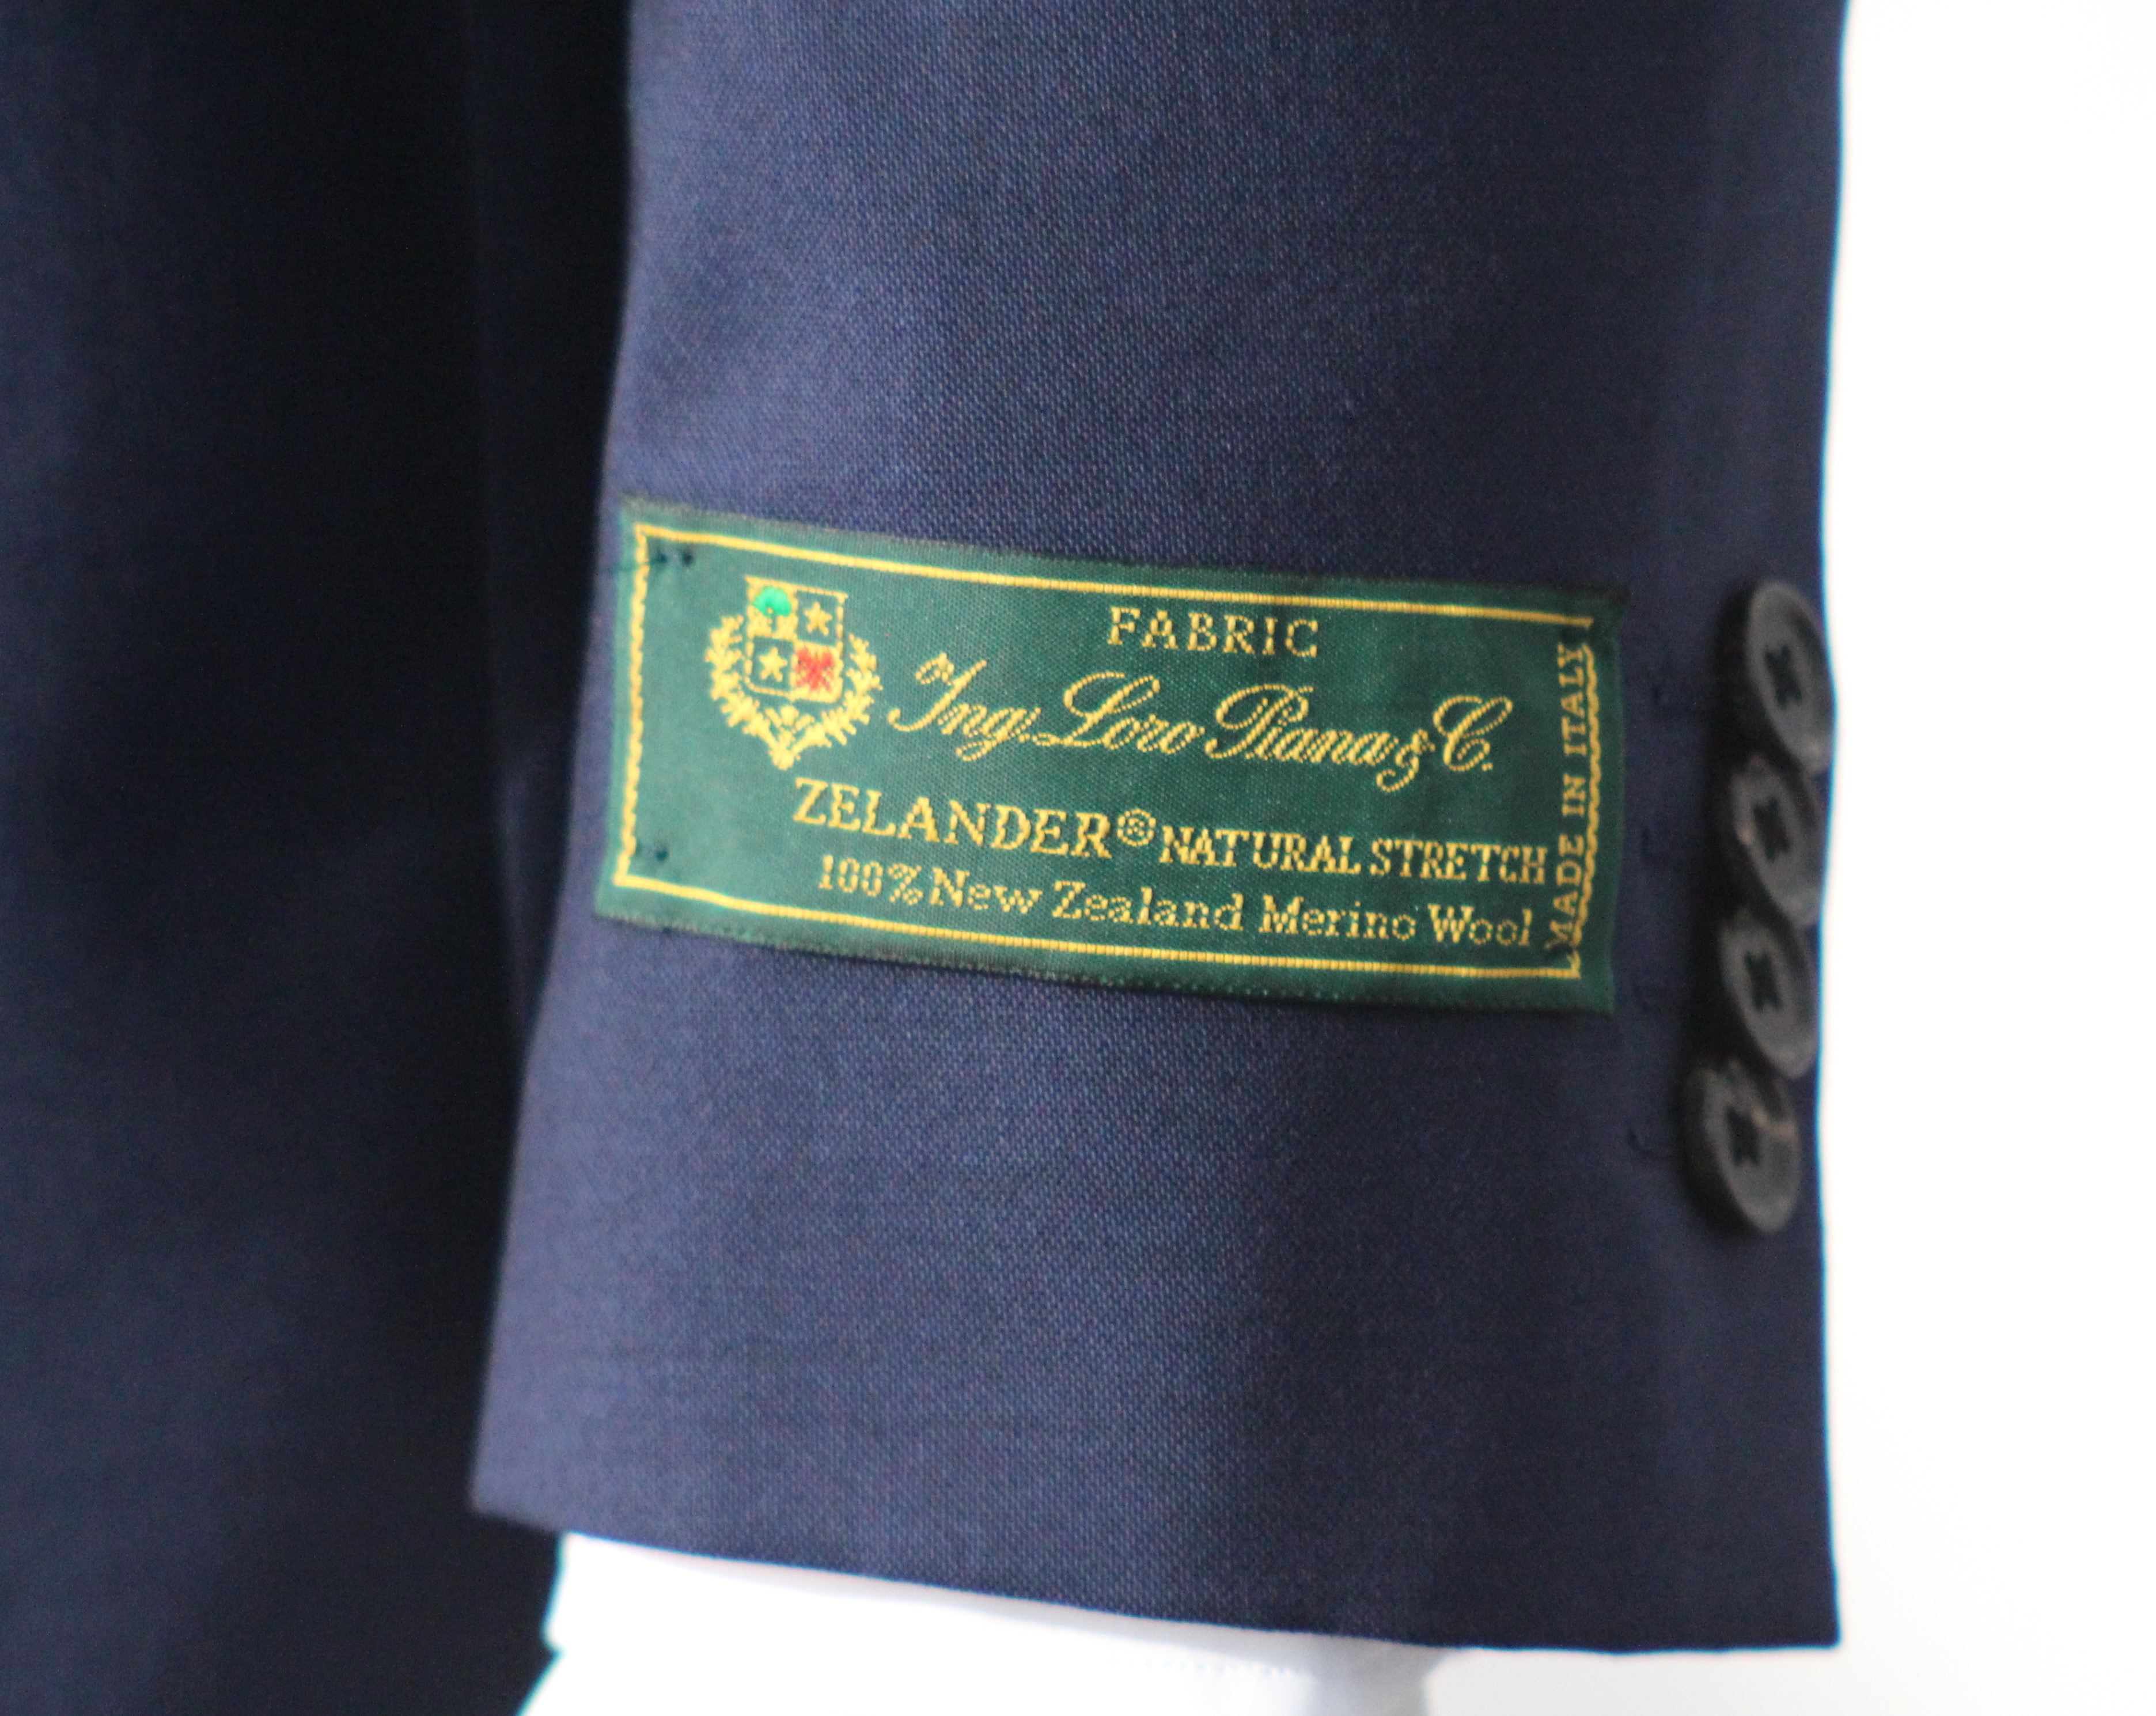 FABRIC
Ing. Loro Piana & C.
ZELANDER® NATURAL STRETCH
100% New Zealand Merino Wool
MADE IN ITALY